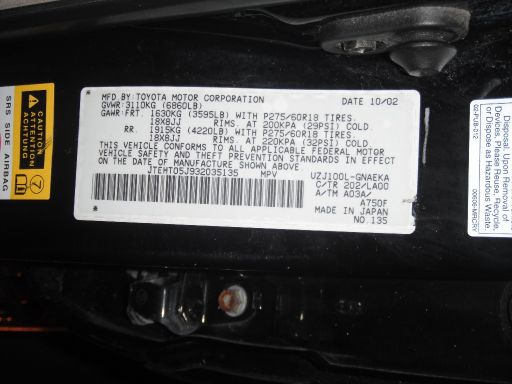 MFD. BY: TOYOTA MOTOR CORPORATION DATE 10/02
GVWR: 3110KG (6860LB)
GAWR: FRT. 1630KG (3595LB) WITH P275/60R18 TIRES,
18X8JJ RIMS. AT 200KPA (29PSI) COLD.
RR. 1915KG (4220LB) WITH P275/60R18 TIRES,
18X8JJ RIMS. AT 220KPA (32PSI) COLD.
THIS VEHICLE CONFORMS TO ALL APPLICABLE FEDERAL MOTOR
VEHICLE SAFETY AND THEFT PREVENTION STANDARDS IN EFFECT
ON THE DATE OF MANUFACTURE SHOWN ABOVE.
JTEHT05J932035135 MPV UZJ100L-GNAEKA
C/TR 202/LA00
A/TM A03A/
A750F
MADE IN JAPAN
NO.135
CAUTION
ATTENTION
SRS SIDE AIRBAG
Disposal. Upon Removal of
Devices, Please Reuse, Recycle,
or Dispose as Hazardous Waste.